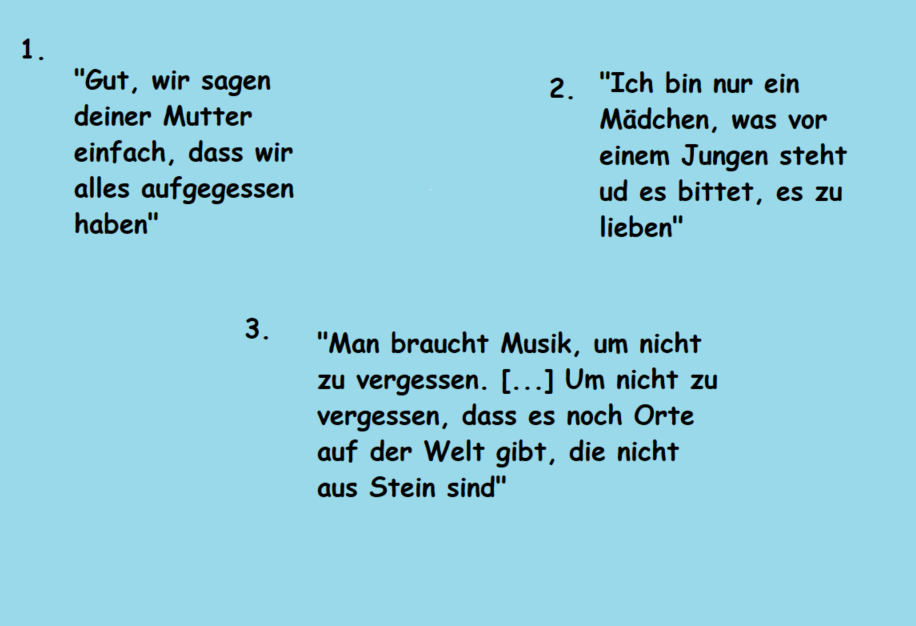 1.
"Gut, wir sagen
deiner Mutter
einfach, dass wir
alles aufgegessen
haben"
2.
"Ich bin nur ein
Mädchen, was vor
einem Jungen steht
ud es bittet, es zu
lieben"
3.
"Man braucht Musik, um nicht
zu vergessen. [...] Um nicht zu
vergessen, dass es noch Orte
auf der Welt gibt, die nicht
aus Stein sind"